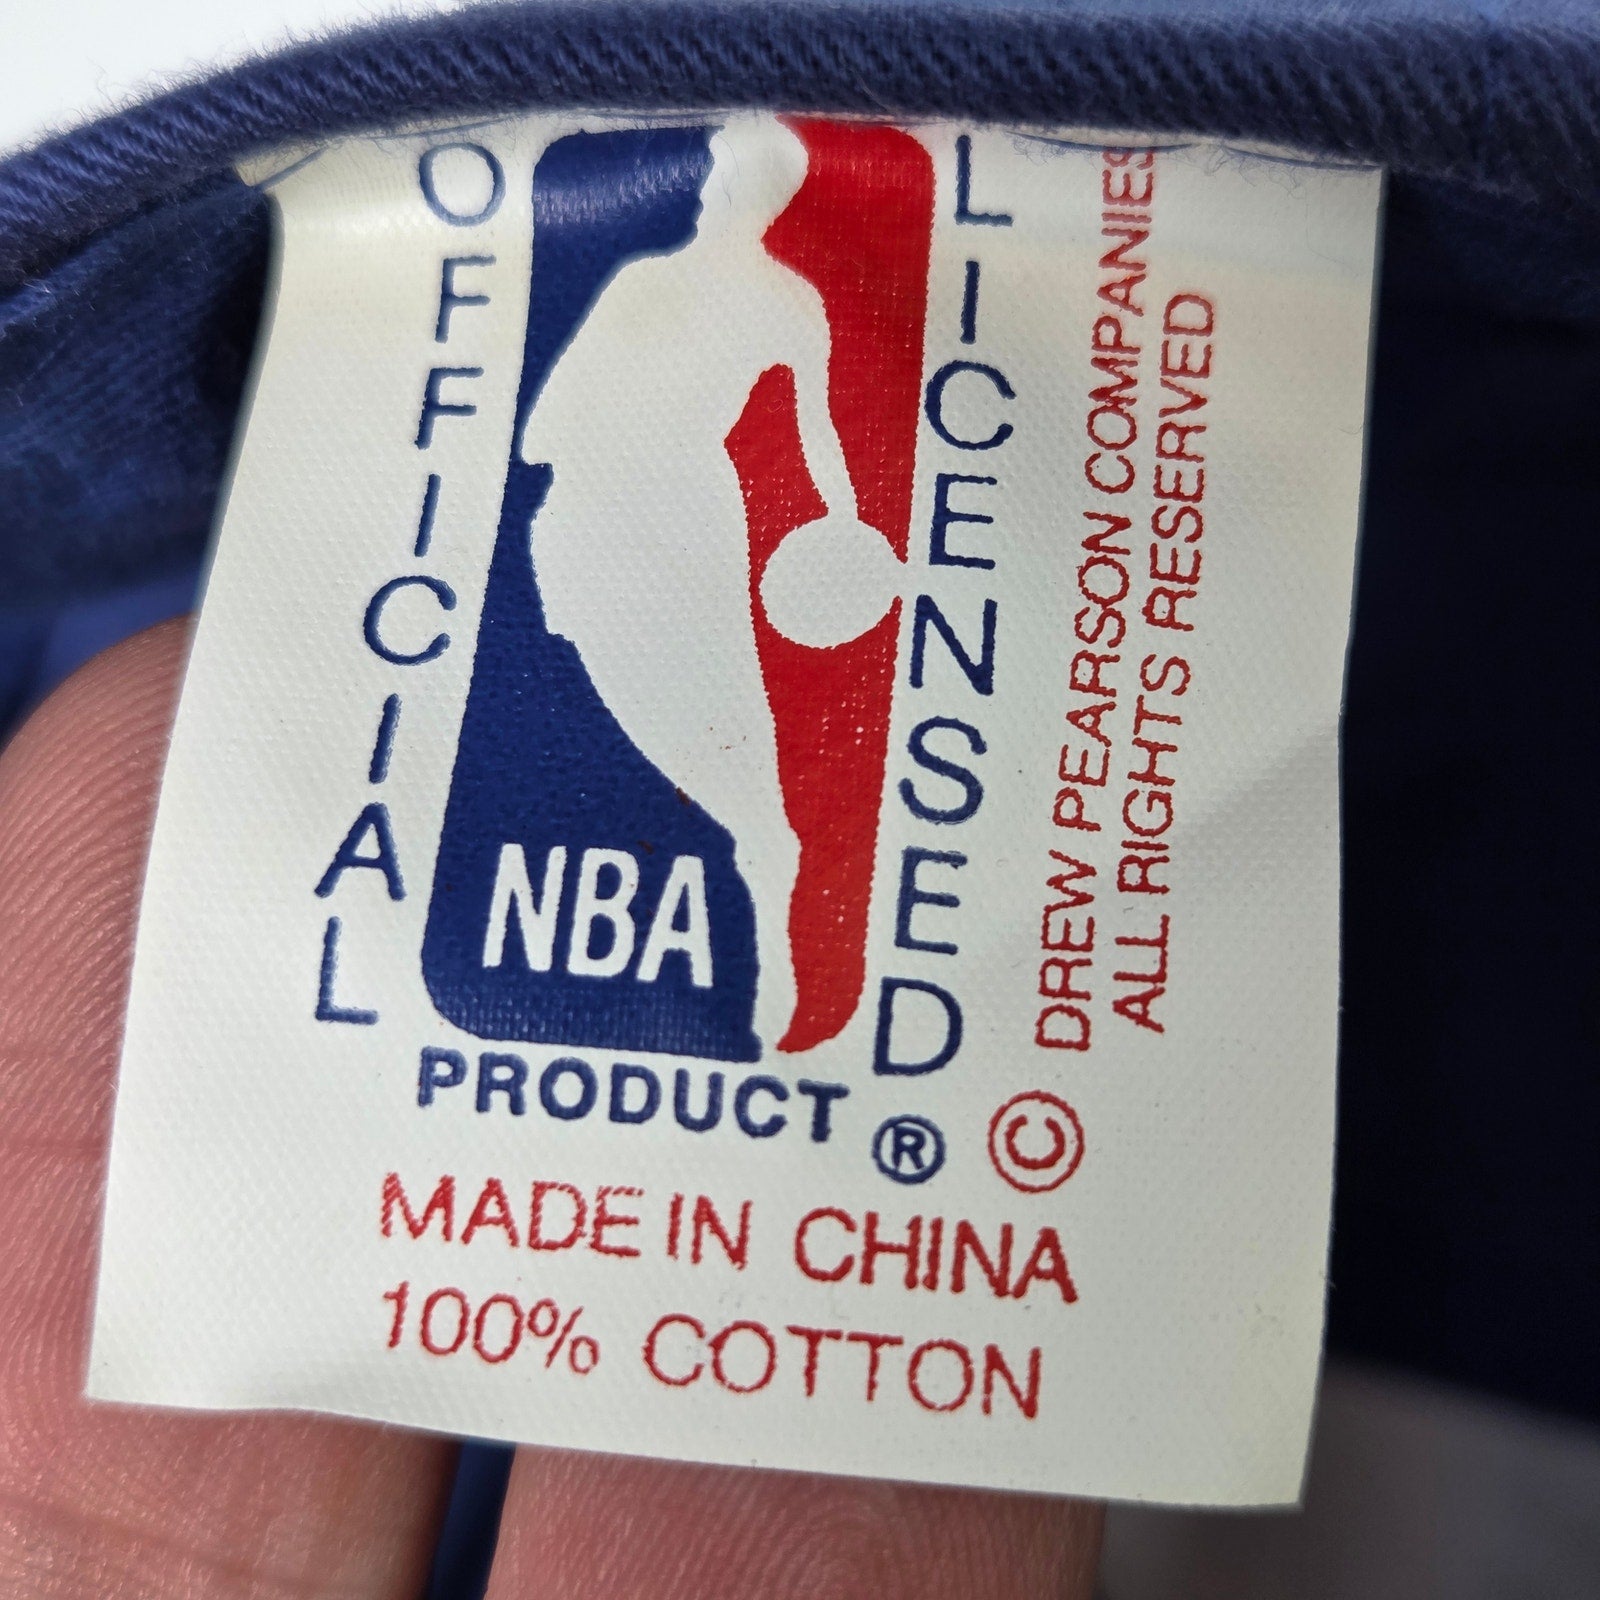 OFFICIAL
NBA
LICENSED
PRODUCT ®
© DREW PEARSON COMPANIES
ALL RIGHTS RESERVED
MADE IN CHINA
100% COTTON